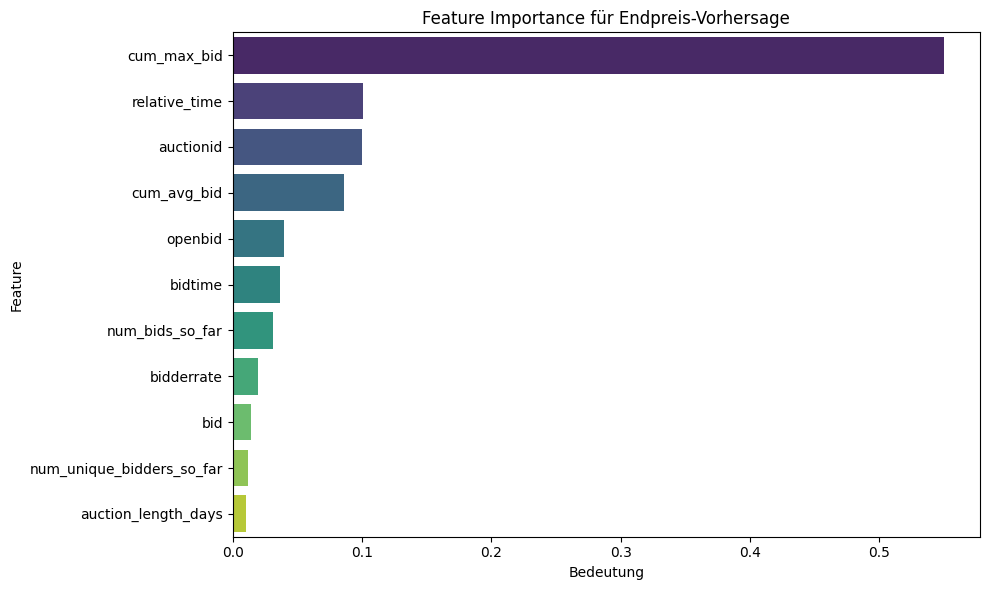 Feature Importance für Endpreis-Vorhersage
cum_max_bid
relative_time
auctionid
cum_avg_bid
openbid
bidtime
num_bids_so_far
bidderrate
bid
num_unique_bidders_so_far
auction_length_days
Feature
0.0 0.1 0.2 0.3 0.4 0.5
Bedeutung